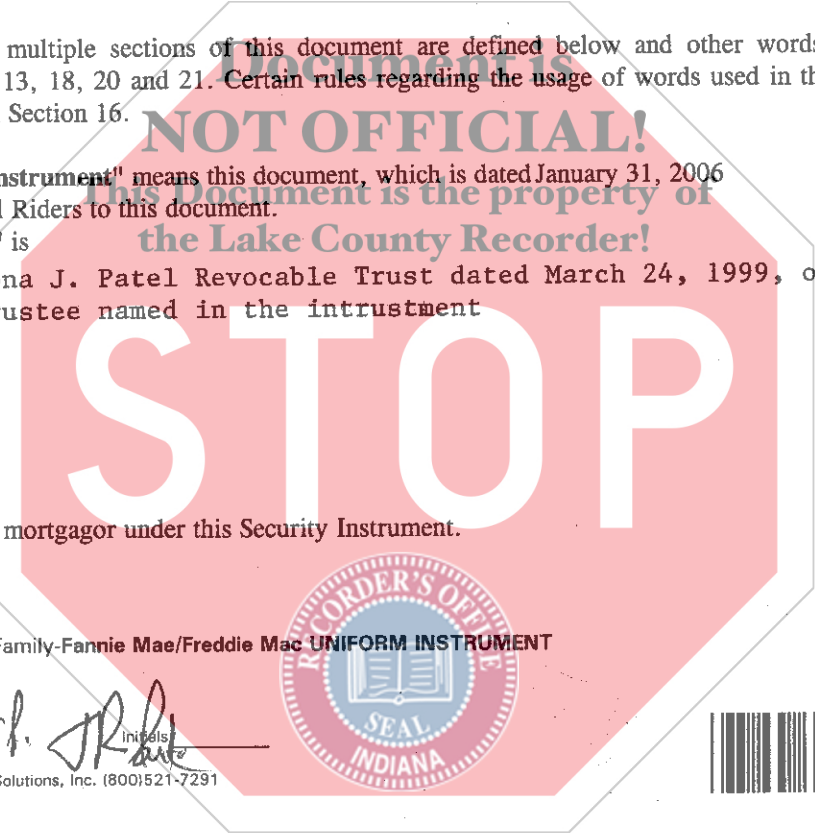 multiple sections of this document are defined below and other words
Document is
13, 18, 20 and 21. Certain rules regarding the usage of words used in th
Section 16.
NOT OFFICIAL!
nstrument" means this document, which is dated January 31, 2006
This Document is the property of
l Riders to this document.
" is
the Lake County Recorder!
na J. Patel Revocable Trust dated March 24, 1999, o
ustee named in the intrustment
STOP
mortgagor under this Security Instrument.
RECORDER'S OFFICE
Family-Fannie Mae/Freddie Mac UNIFORM INSTRUMENT
SEAL
Initials
INDIANA
Solutions, Inc. (800)521-7291